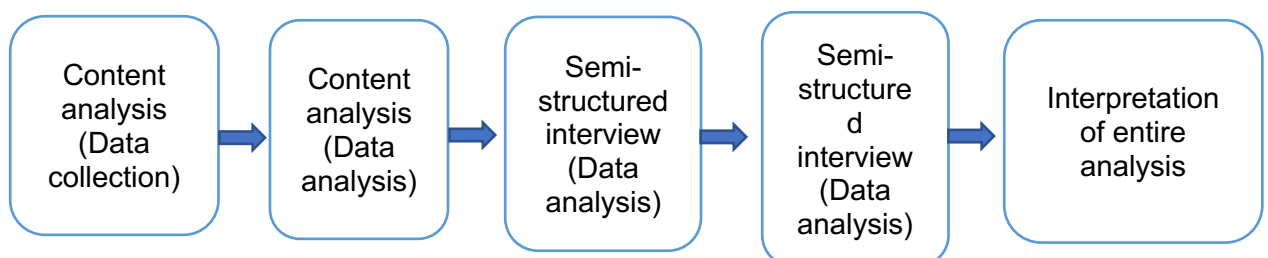 Content
analysis
(Data
collection)
Content
analysis
(Data
analysis)
Semi-
structured
interview
(Data
analysis)
Semi-
structure
d
interview
(Data
analysis)
Interpretation
of entire
analysis